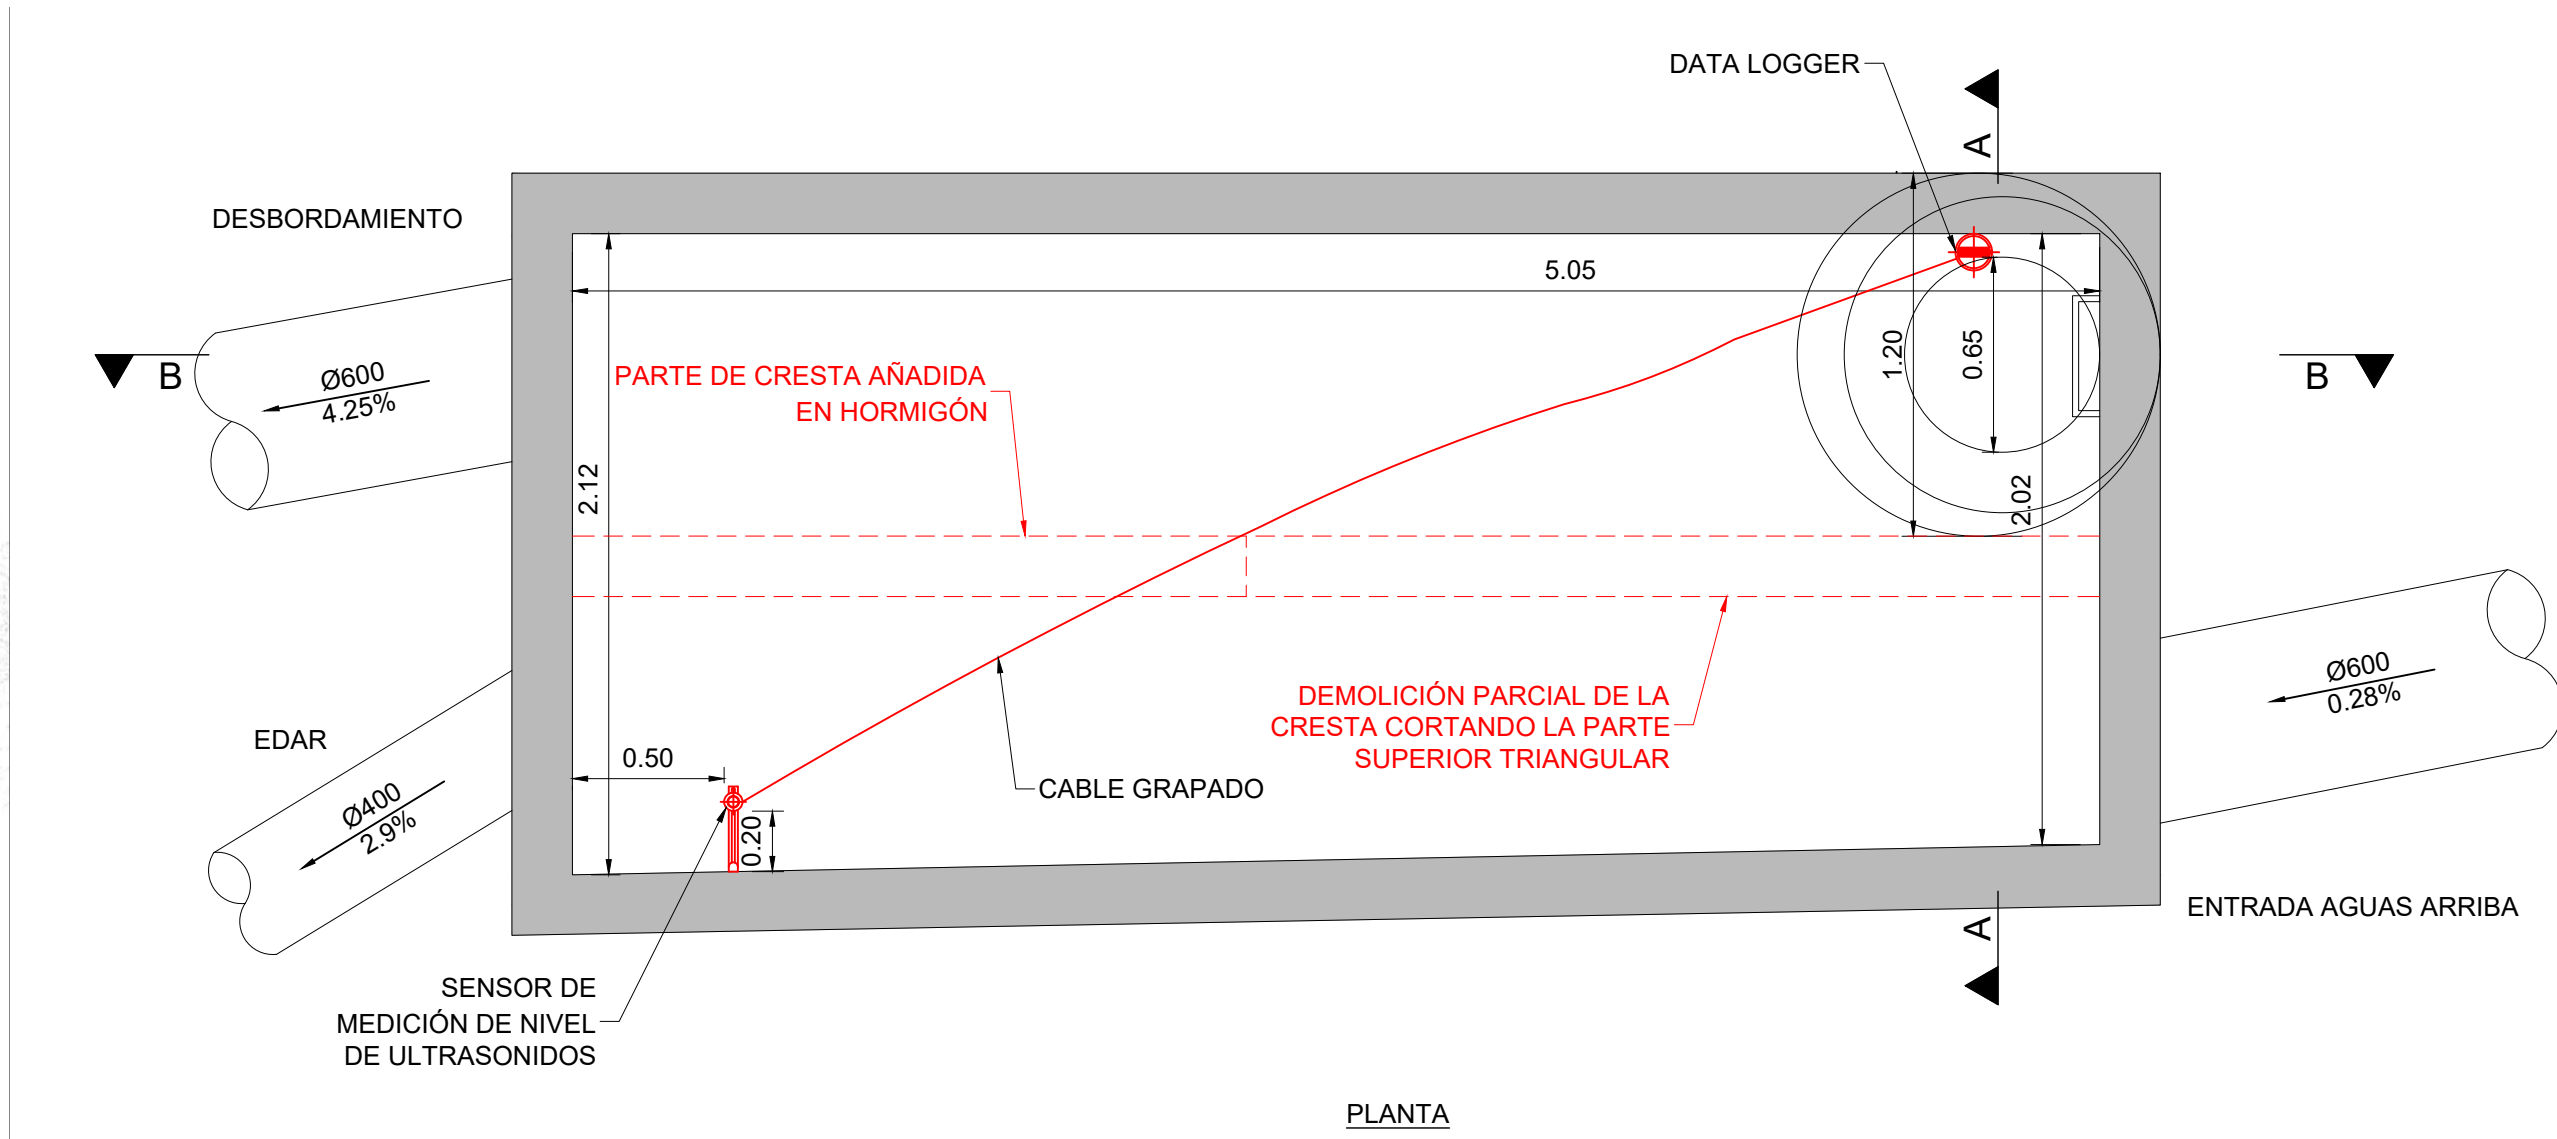 DATA LOGGER
A
DESBORDAMIENTO
5.05
B
Ø600
4.25%
PARTE DE CRESTA AÑADIDA
EN HORMIGÓN
1.20
0.65
B
2.12
2.02
Ø600
0.28%
DEMOLICIÓN PARCIAL DE LA
CRESTA CORTANDO LA PARTE
SUPERIOR TRIANGULAR
EDAR
0.50
CABLE GRAPADO
Ø400
2.9%
0.20
ENTRADA AGUAS ARRIBA
A
SENSOR DE
MEDICIÓN DE NIVEL
DE ULTRASONIDOS
PLANTA